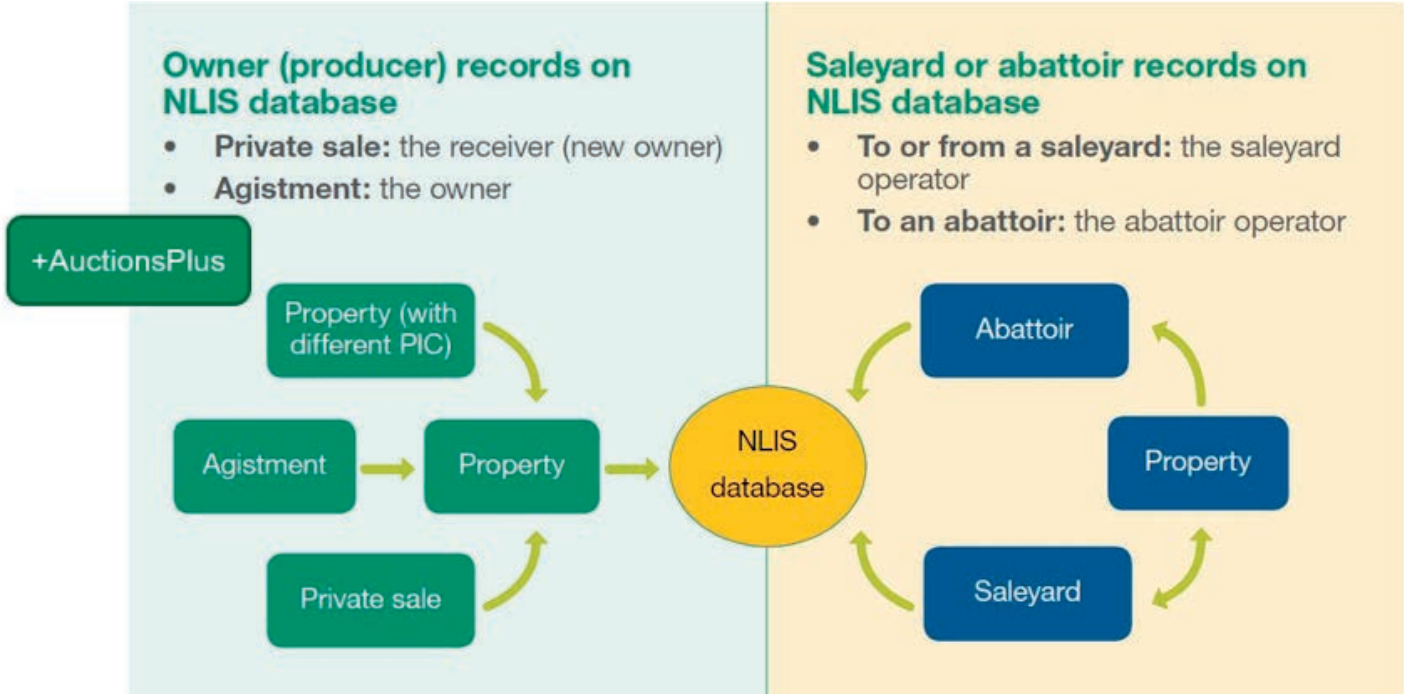 Owner (producer) records on
NLIS database
• Private sale: the receiver (new owner)
• Agistment: the owner
+AuctionsPlus
Property (with
different PIC)
Agistment
Property
Private sale
NLIS
database
Saleyard or abattoir records on
NLIS database
• To or from a saleyard: the saleyard
operator
• To an abattoir: the abattoir operator
Abattoir
Property
Saleyard